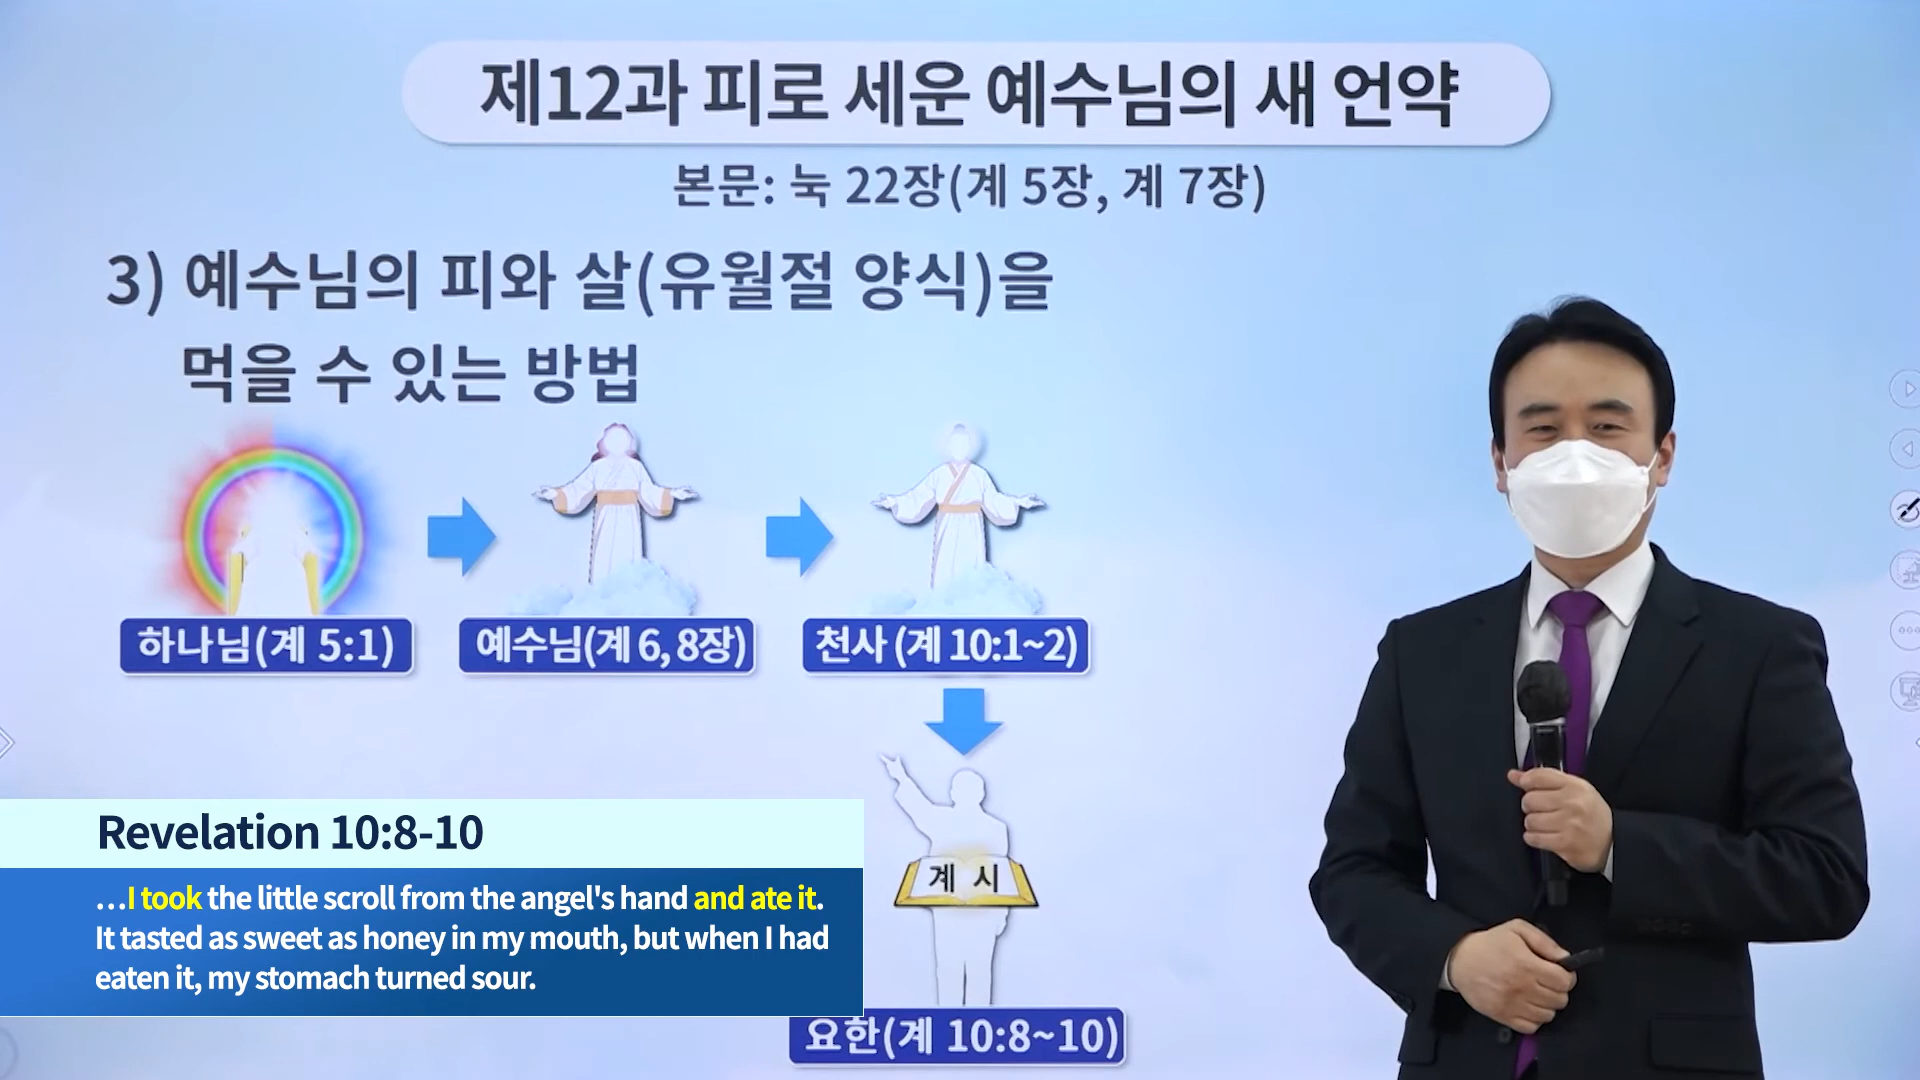 제12과 피로 세운 예수님의 새 언약
본문: 눅 22장(계 5장, 계 7장)
3) 예수님의 피와 살(유월절 양식)을
먹을 수 있는 방법
하나님(계 5:1)
예수님(계 6, 8장)
천사 (계 10:1~2)
계 시
요한(계 10:8~10)
Revelation 10:8-10
…I took the little scroll from the angel's hand and ate it.
It tasted as sweet as honey in my mouth, but when I had
eaten it, my stomach turned sour.